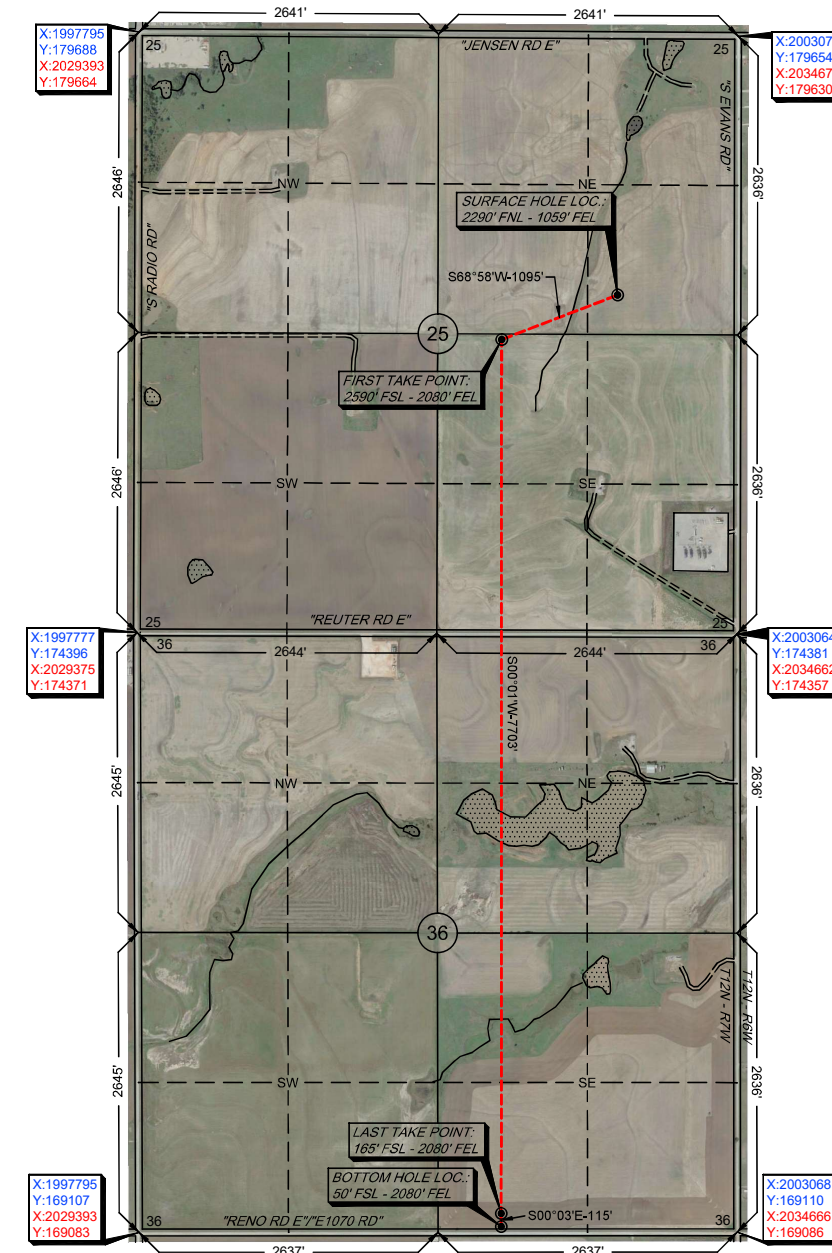 2641'
2641'
X:1997795
Y:179688
X:2029393
Y:179664
25
"JENSEN RD E"
25
X:200307
Y:179654
X:203467
Y:179630
"S EVANS RD"
2646'
NW
NE
2636'
SURFACE HOLE LOC.:
2290' FNL - 1059' FEL
"S RADIO RD"
S68°58'W-1095'
25
FIRST TAKE POINT:
2590' FSL - 2080' FEL
2646'
SW
SE
2636'
25
"REUTER RD E"
25
X:1997777
Y:174396
X:2029375
Y:174371
36
2644'
2644'
36
X:2003064
Y:174381
X:2034662
Y:174357
S00°01'W-7703'
2645'
NW
NE
2636'
36
T12N - R7W
T12N - R6W
2645'
SW
SE
2636'
LAST TAKE POINT:
165' FSL - 2080' FEL
BOTTOM HOLE LOC.:
50' FSL - 2080' FEL
X:1997795
Y:169107
X:2029393
Y:169083
36
"RENO RD E"/"E1070 RD"
S00°03'E-115'
36
X:2003068
Y:169110
X:2034666
Y:169086
2637'
2637'